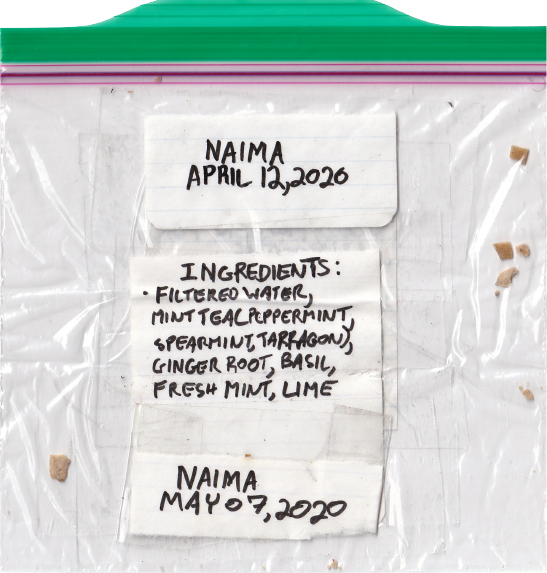 NAIMA
APRIL 12,2020
INGREDIENTS:
• FILTERED WATER,
MINT TEA(PEPPERMINT,
SPEARMINT, TARRAGON),
GINGER ROOT, BASIL,
FRESH MINT, LIME
NAIMA
MAY 07, 2020